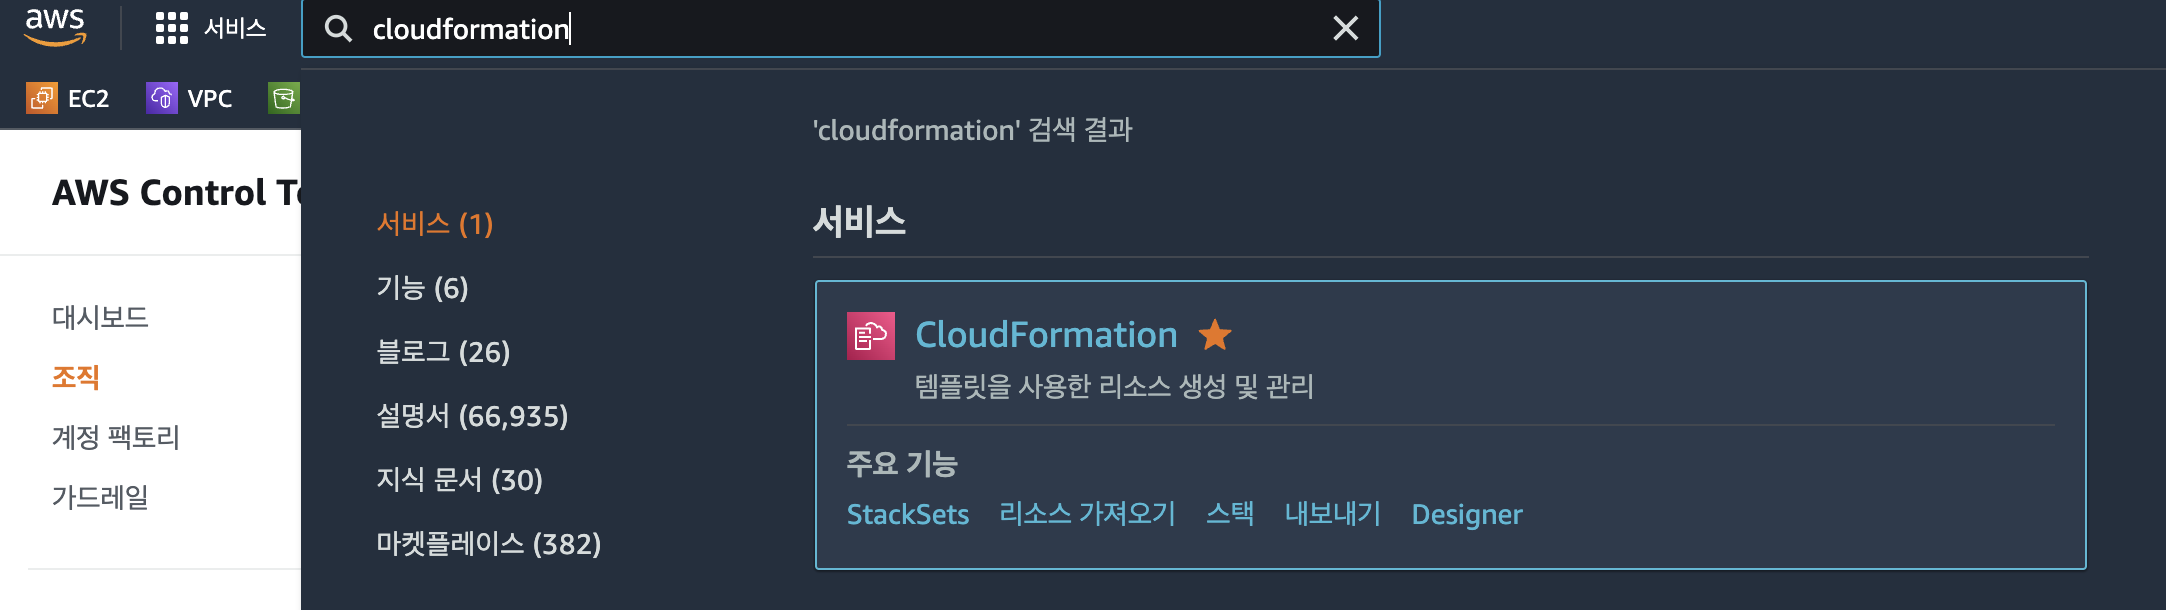 aws
서비스
cloudformation
EC2
VPC
AWS Control To
대시보드
조직
계정 팩토리
가드레일
서비스 (1)
기능 (6)
블로그 (26)
설명서 (66,935)
지식 문서 (30)
마켓플레이스 (382)
'cloudformation' 검색 결과
서비스
CloudFormation
템플릿을 사용한 리소스 생성 및 관리
주요 기능
StackSets 리소스 가져오기 스택 내보내기 Designer